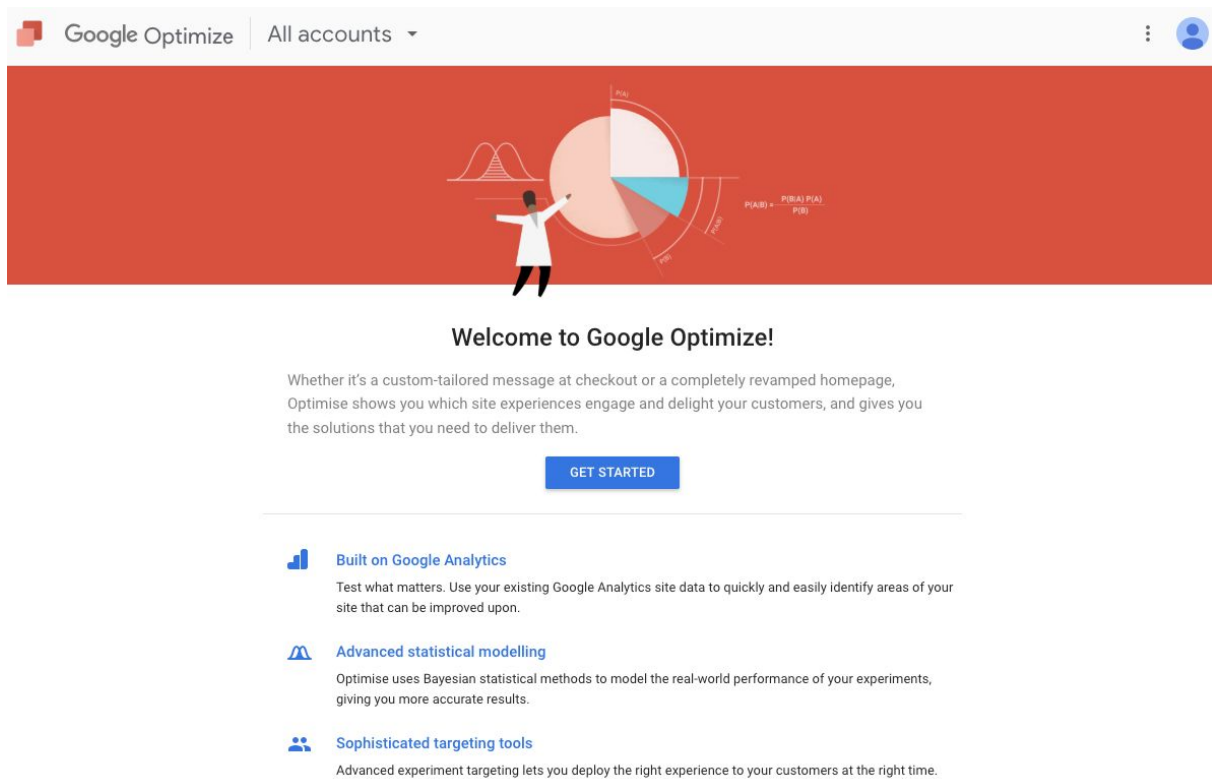 Google Optimize
All accounts
P(A)
P(A|B) = P(B|A) P(A)
P(B)
P(A|B)
P(B)
Welcome to Google Optimize!
Whether it's a custom-tailored message at checkout or a completely revamped homepage,
Optimise shows you which site experiences engage and delight your customers, and gives you
the solutions that you need to deliver them.
GET STARTED
Built on Google Analytics
Test what matters. Use your existing Google Analytics site data to quickly and easily identify areas of your
site that can be improved upon.
Advanced statistical modelling
Optimise uses Bayesian statistical methods to model the real-world performance of your experiments,
giving you more accurate results.
Sophisticated targeting tools
Advanced experiment targeting lets you deploy the right experience to your customers at the right time.